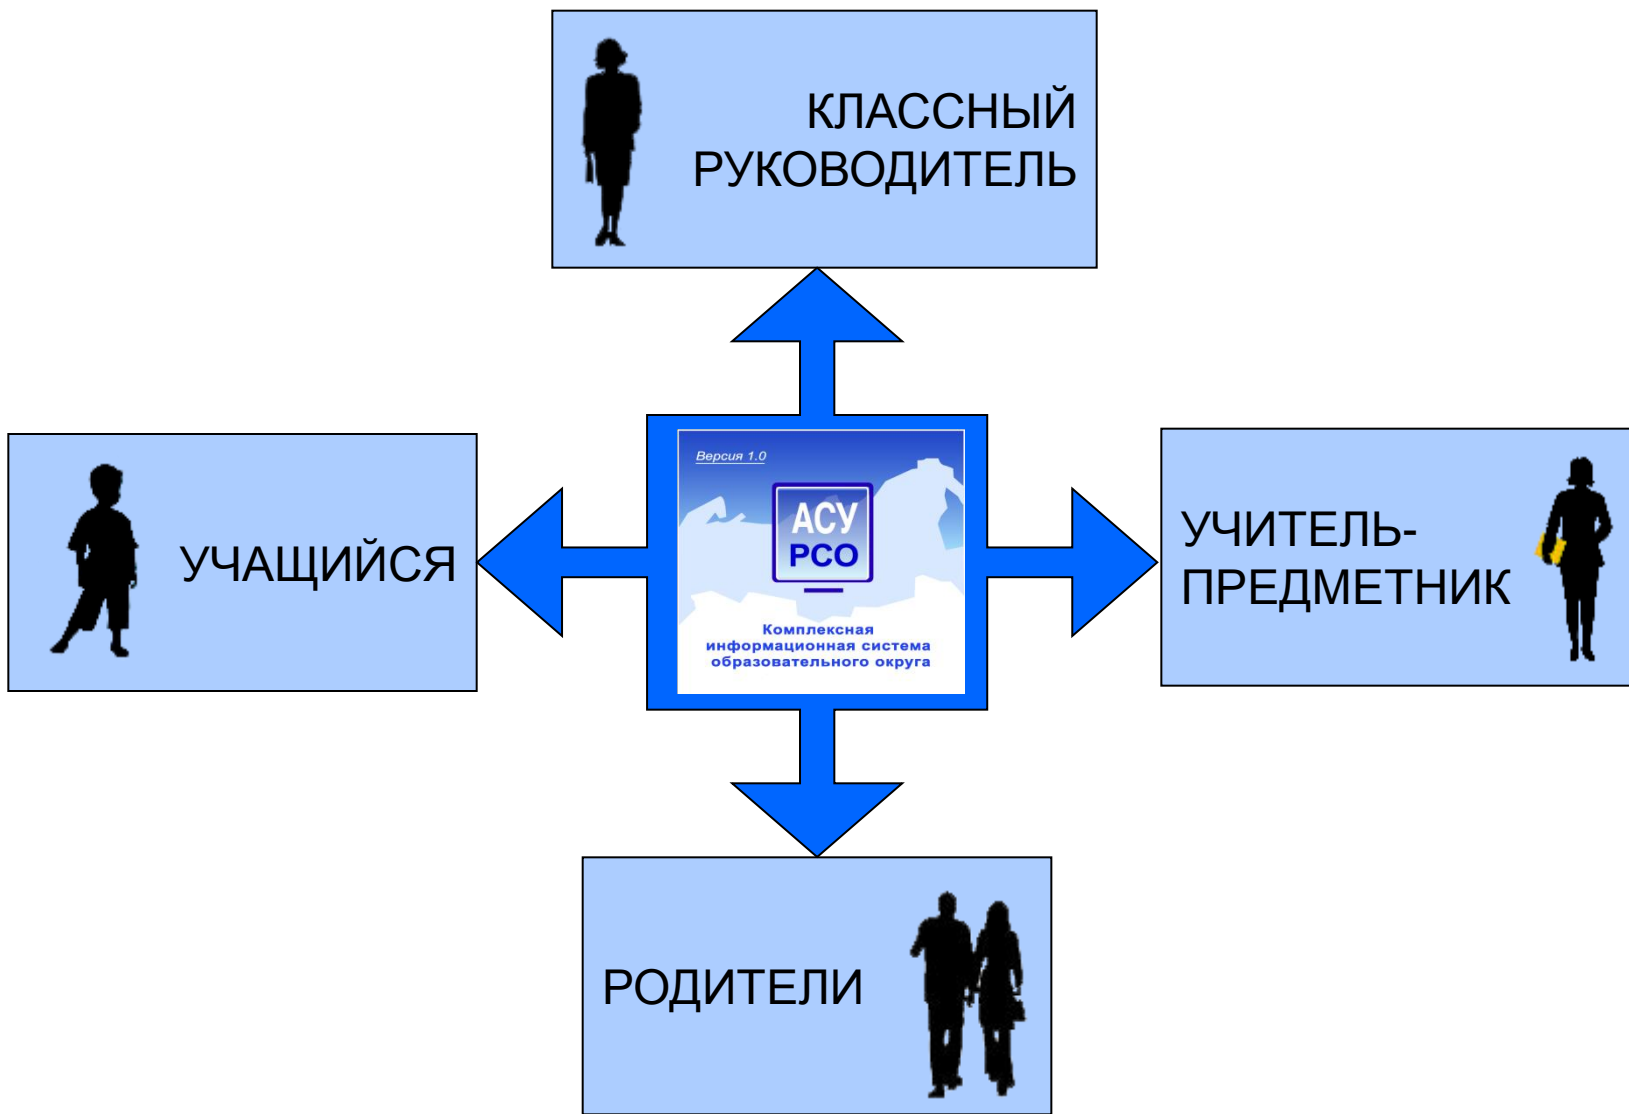 КЛАССНЫЙ
РУКОВОДИТЕЛЬ
УЧАЩИЙСЯ
Версия 1.0
АСУ
РСО
Комплексная
информационная система
образовательного округа
УЧИТЕЛЬ-
ПРЕДМЕТНИК
РОДИТЕЛИ